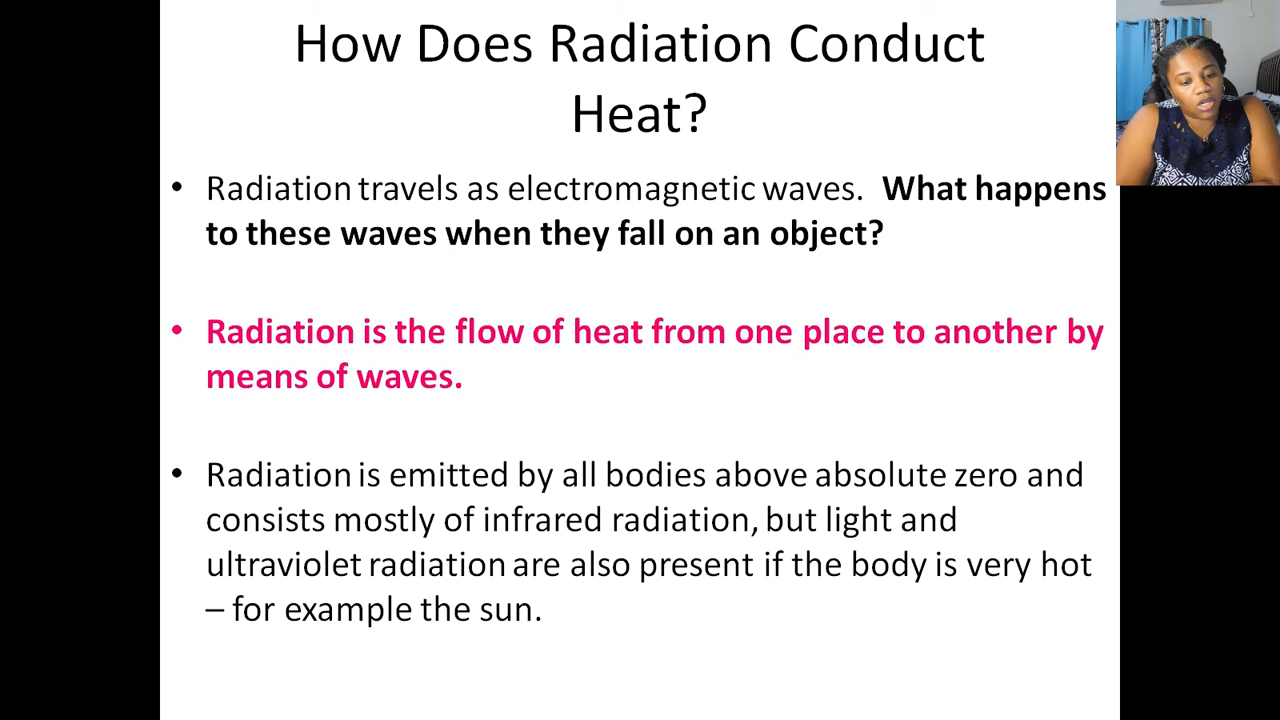 How Does Radiation Conduct
Heat?
• Radiation travels as electromagnetic waves. What happens
to these waves when they fall on an object?
• Radiation is the flow of heat from one place to another by
means of waves.
• Radiation is emitted by all bodies above absolute zero and
consists mostly of infrared radiation, but light and
ultraviolet radiation are also present if the body is very hot
– for example the sun.